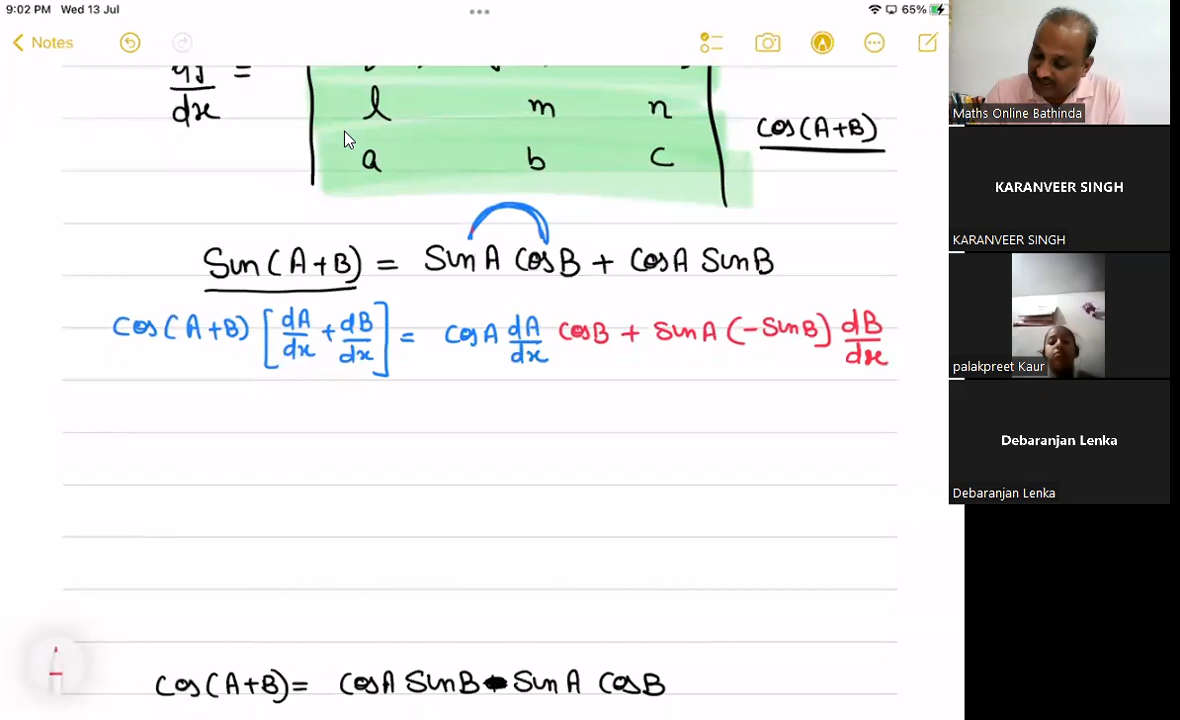 9:02 PM Wed 13 Jul
65%
Notes
dy/dx =
l m n
a b c
Cos(A+B)
Sin(A+B) = SinA CosB + CosA SinB
Cos(A+B) [dA/dx + dB/dx] = CosA dA/dx CosB + SinA (-SinB) dB/dx
Cos(A+B) = CosA SinB - SinA CosB
Maths Online Bathinda
KARANVEER SINGH
KARANVEER SINGH
palakpreet Kaur
Debaranjan Lenka
Debaranjan Lenka